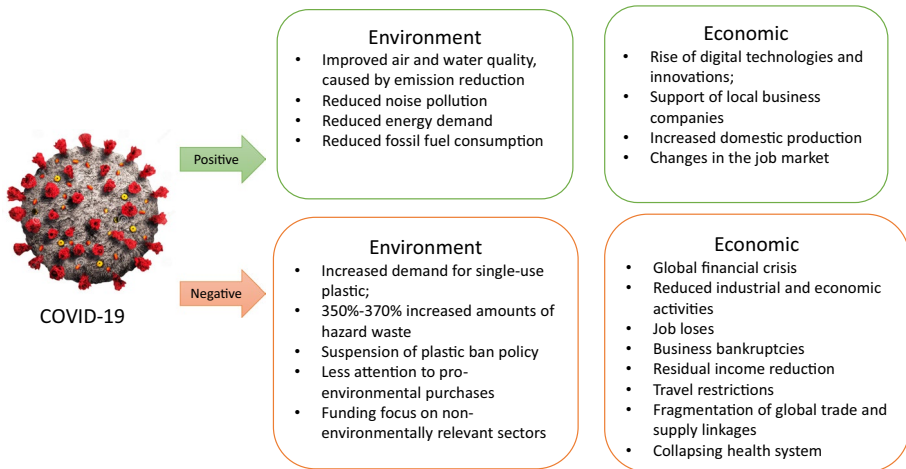 Environment
• Improved air and water quality,
caused by emission reduction
• Reduced noise pollution
• Reduced energy demand
• Reduced fossil fuel consumption
Economic
• Rise of digital technologies and
innovations;
• Support of local business
companies
• Increased domestic production
• Changes in the job market
Positive
Negative
COVID-19
Environment
• Increased demand for single-use
plastic;
• 350%-370% increased amounts of
hazard waste
• Suspension of plastic ban policy
• Less attention to pro-
environmental purchases
• Funding focus on non-
environmentally relevant sectors
Economic
• Global financial crisis
• Reduced industrial and economic
activities
• Job loses
• Business bankruptcies
• Residual income reduction
• Travel restrictions
• Fragmentation of global trade and
supply linkages
• Collapsing health system